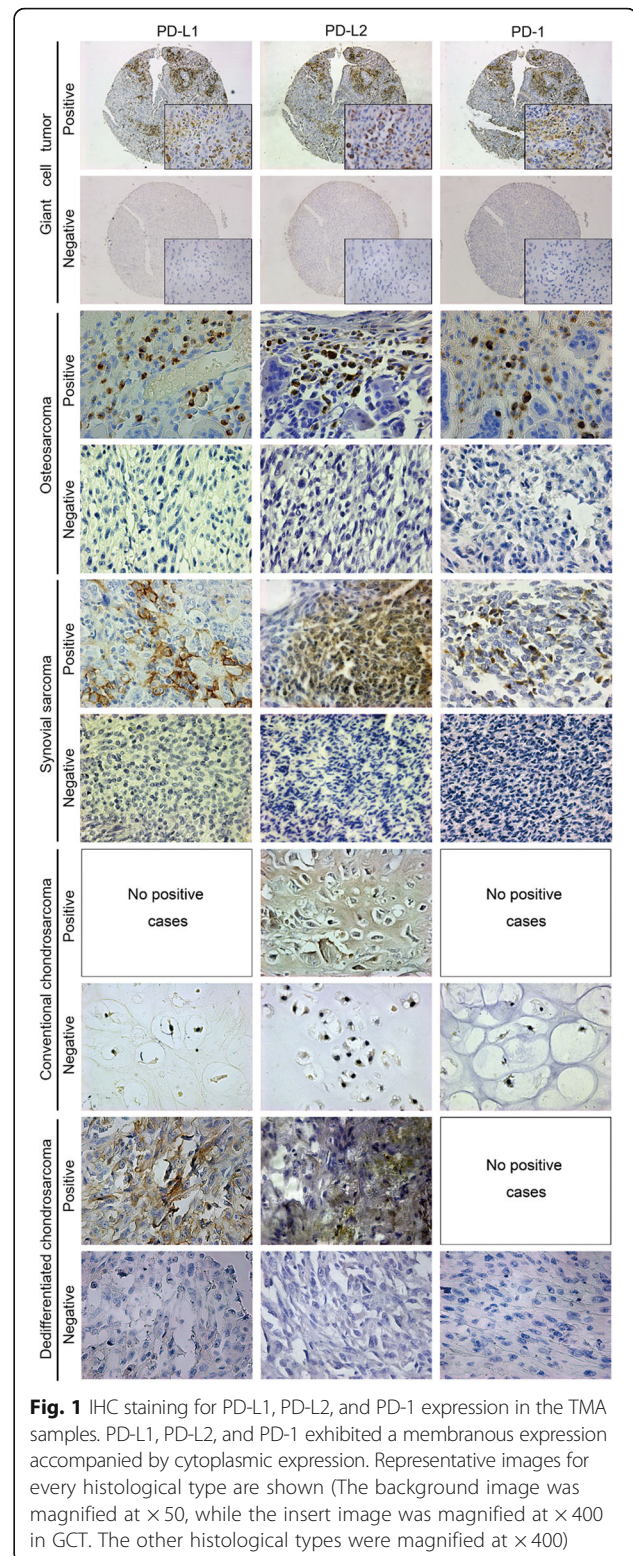 PD-L1 PD-L2 PD-1
Giant cell tumor
Positive
Negative
Osteosarcoma
Positive
Negative
Synovial sarcoma
Positive
Negative
Conventional chondrosarcoma
Positive
No positive
cases
No positive
cases
Negative
Dedifferentiated chondrosarcoma
Positive
No positive
cases
Negative
Fig. 1 IHC staining for PD-L1, PD-L2, and PD-1 expression in the TMA
samples. PD-L1, PD-L2, and PD-1 exhibited a membranous expression
accompanied by cytoplasmic expression. Representative images for
every histological type are shown (The background image was
magnified at × 50, while the insert image was magnified at × 400
in GCT. The other histological types were magnified at × 400)